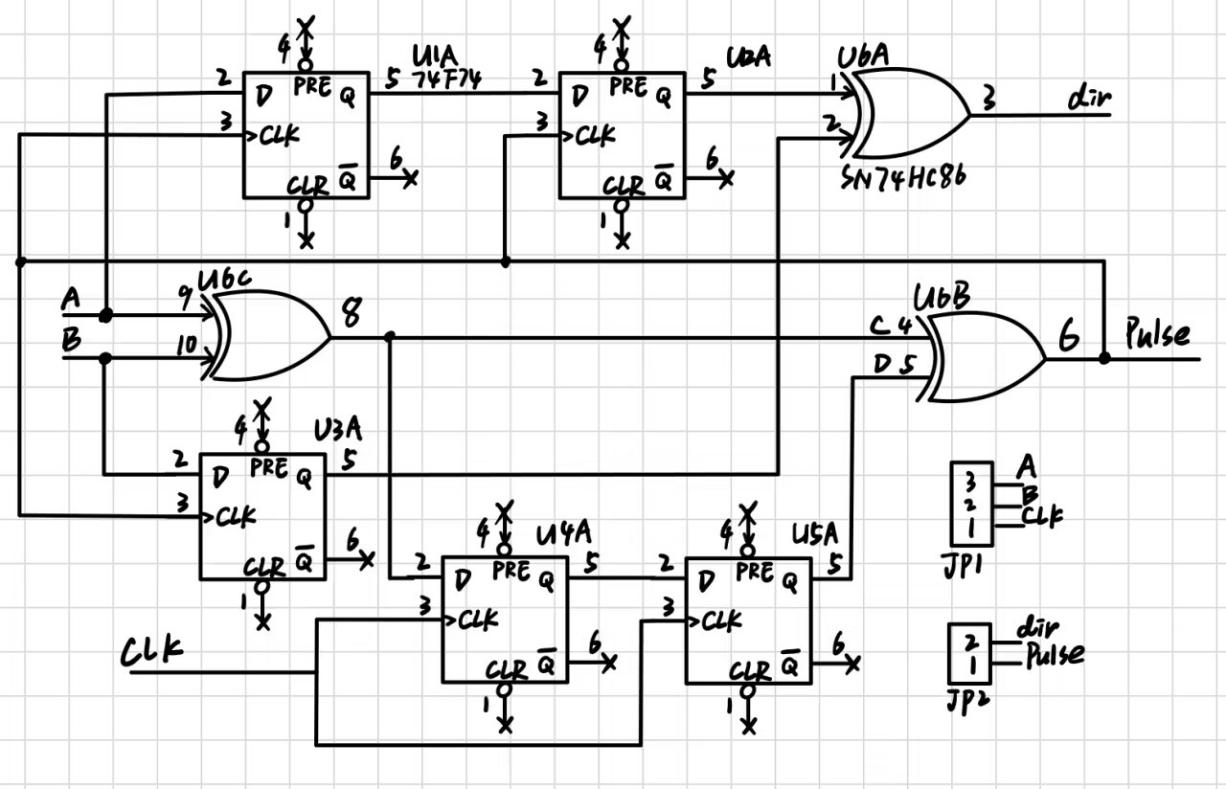 4
U1A
74F74
2
D
PRE
Q
5
3
CLK
CLR
Q̅
6
1
4
U2A
2
D
PRE
Q
5
3
CLK
CLR
Q̅
6
1
U6A
1
2
3
dir
SN74HC86
A
B
U6C
9
10
8
U6B
C 4
D 5
6
Pulse
4
U3A
2
D
PRE
Q
5
3
CLK
CLR
Q̅
6
1
CLK
4
U4A
2
D
PRE
Q
5
3
CLK
CLR
Q̅
6
1
4
U5A
2
D
PRE
Q
5
3
CLK
CLR
Q̅
6
1
3 A
2 B
1 CLK
JP1
2 dir
1 Pulse
JP2